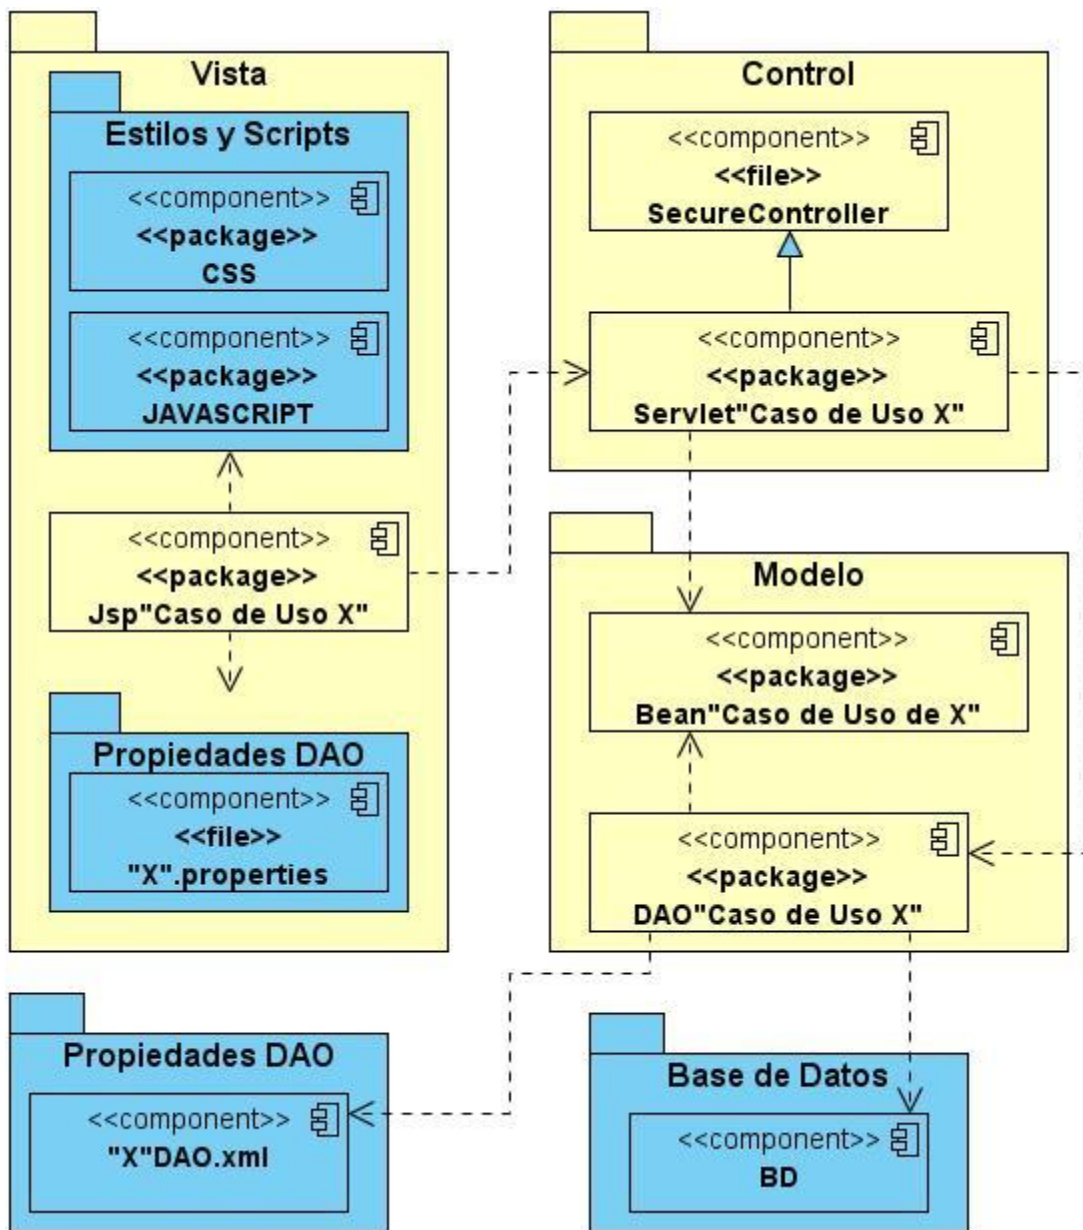 Vista
Estilos y Scripts
<<component>>
<<package>>
CSS
<<component>>
<<package>>
JAVASCRIPT
<<component>>
<<package>>
Jsp"Caso de Uso X"
Propiedades DAO
<<component>>
<<file>>
"X".properties
Control
<<component>>
<<file>>
SecureController
<<component>>
<<package>>
Servlet"Caso de Uso X"
Modelo
<<component>>
<<package>>
Bean"Caso de Uso de X"
<<component>>
<<package>>
DAO"Caso de Uso X"
Propiedades DAO
<<component>>
"X"DAO.xml
Base de Datos
<<component>>
BD